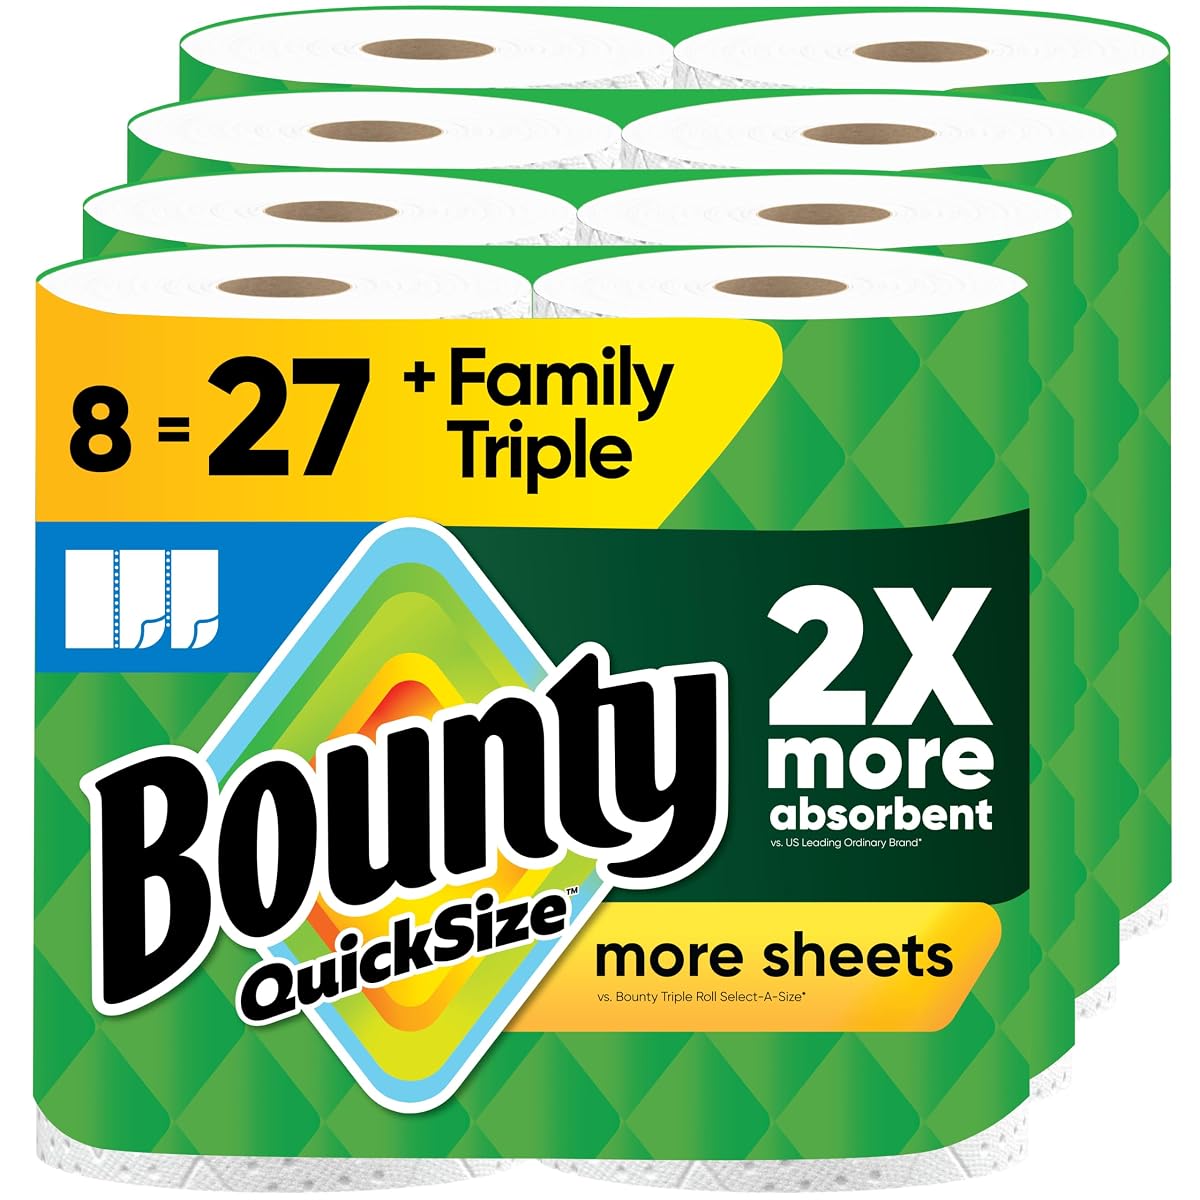 8 = 27 + Family
Triple
2X
more
absorbent
vs. US Leading Ordinary Brand*
Bounty
QuickSize™
more sheets
vs. Bounty Triple Roll Select-A-Size*